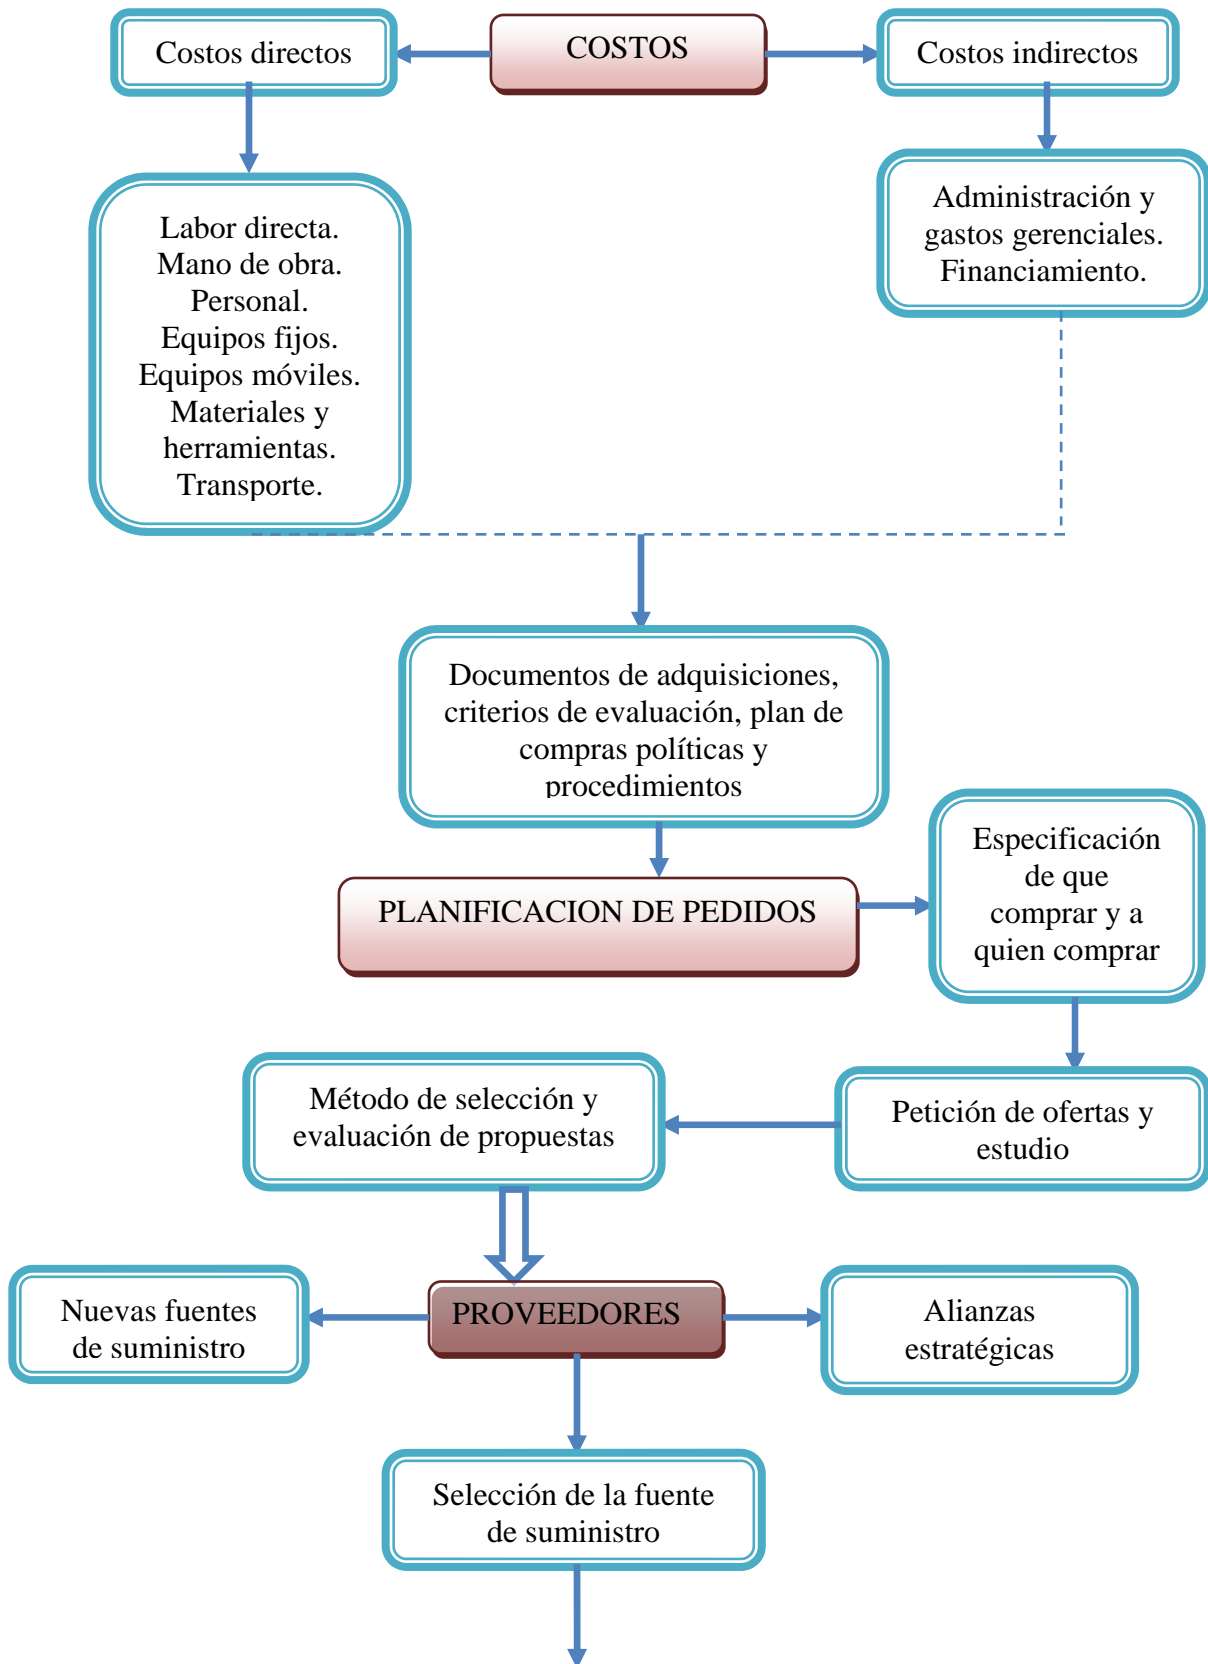 Costos directos
COSTOS
Costos indirectos
Labor directa.
Mano de obra.
Personal.
Equipos fijos.
Equipos móviles.
Materiales y
herramientas.
Transporte.
Administración y
gastos gerenciales.
Financiamiento.
Documentos de adquisiciones,
criterios de evaluación, plan de
compras políticas y
procedimientos
PLANIFICACION DE PEDIDOS
Especificación
de que
comprar y a
quien comprar
Método de selección y
evaluación de propuestas
Petición de ofertas y
estudio
Nuevas fuentes
de suministro
PROVEEDORES
Alianzas
estratégicas
Selección de la fuente
de suministro